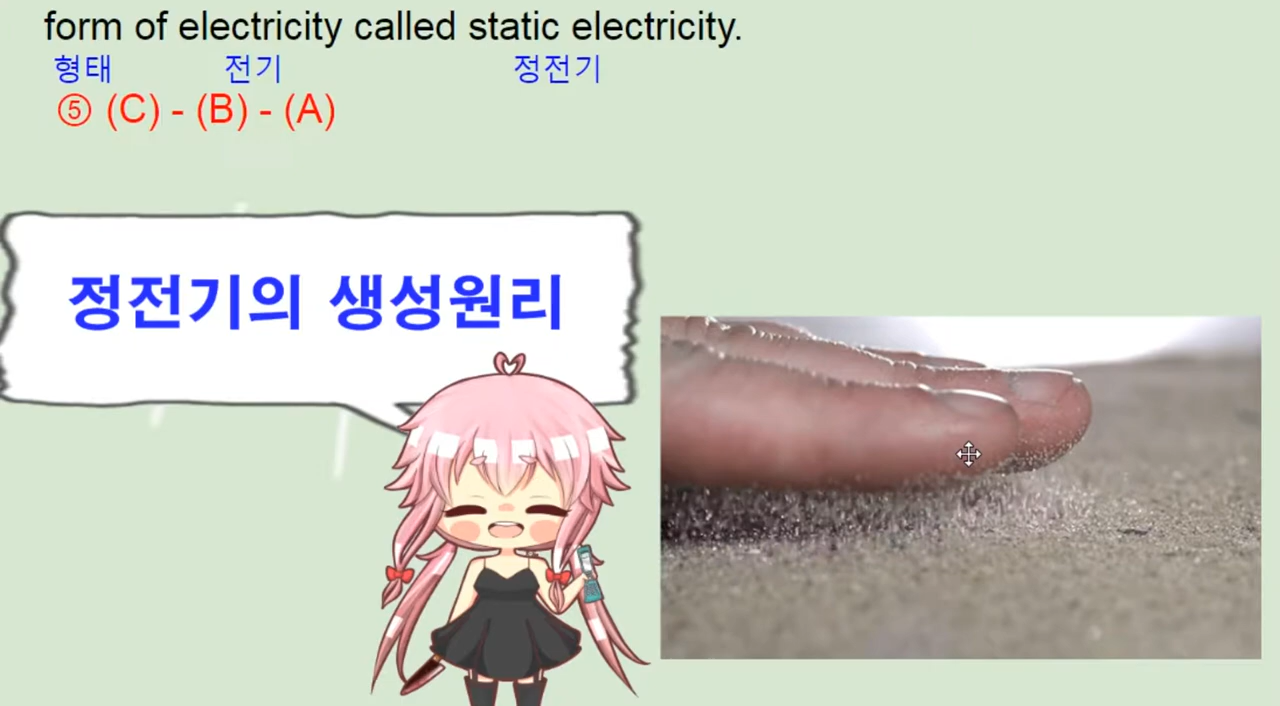 form of electricity called static electricity.
형태 전기 정전기
⑤ (C) - (B) - (A)
정전기의 생성원리